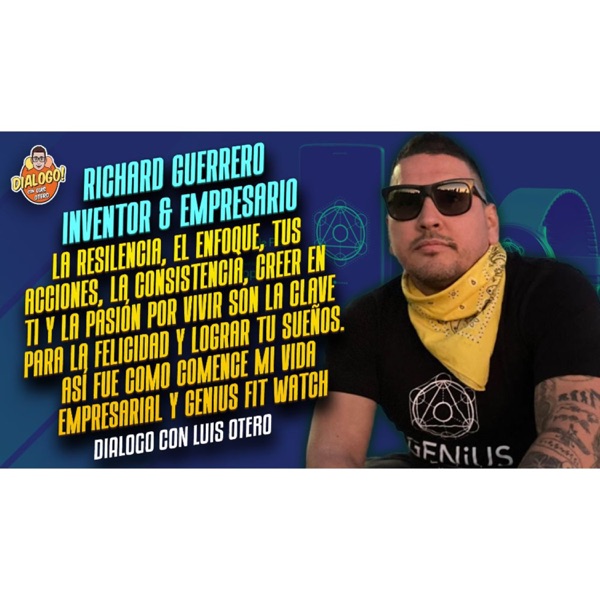 DIALOGO!
CON LUIS
OTERO
RICHARD GUERRERO
INVENTOR & EMPRESARIO
LA RESILENCIA, EL ENFOQUE, TUS
ACCIONES, LA CONSISTENCIA, CREER EN
TI Y LA PASIÓN POR VIVIR SON LA CLAVE
PARA LA FELICIDAD Y LOGRAR TU SUEÑOS.
ASÍ FUE COMO COMENCE MI VIDA
EMPRESARIAL Y GENIUS FIT WATCH
DIALOGO CON LUIS OTERO
GENiUS